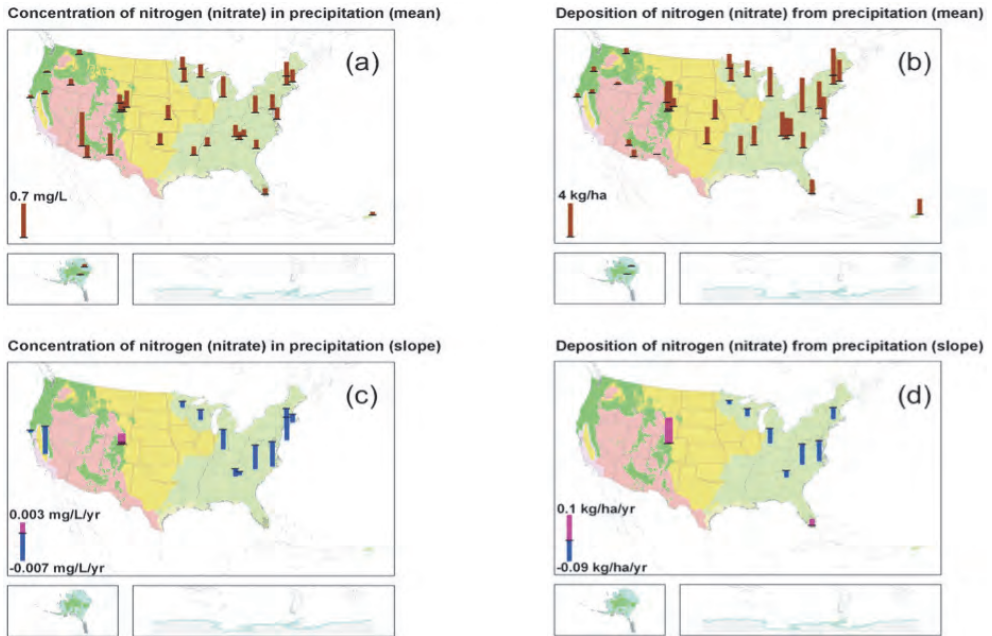 Concentration of nitrogen (nitrate) in precipitation (mean)
(a)
0.7 mg/L
Deposition of nitrogen (nitrate) from precipitation (mean)
(b)
4 kg/ha
Concentration of nitrogen (nitrate) in precipitation (slope)
(c)
0.003 mg/L/yr
-0.007 mg/L/yr
Deposition of nitrogen (nitrate) from precipitation (slope)
(d)
0.1 kg/ha/yr
-0.09 kg/ha/yr